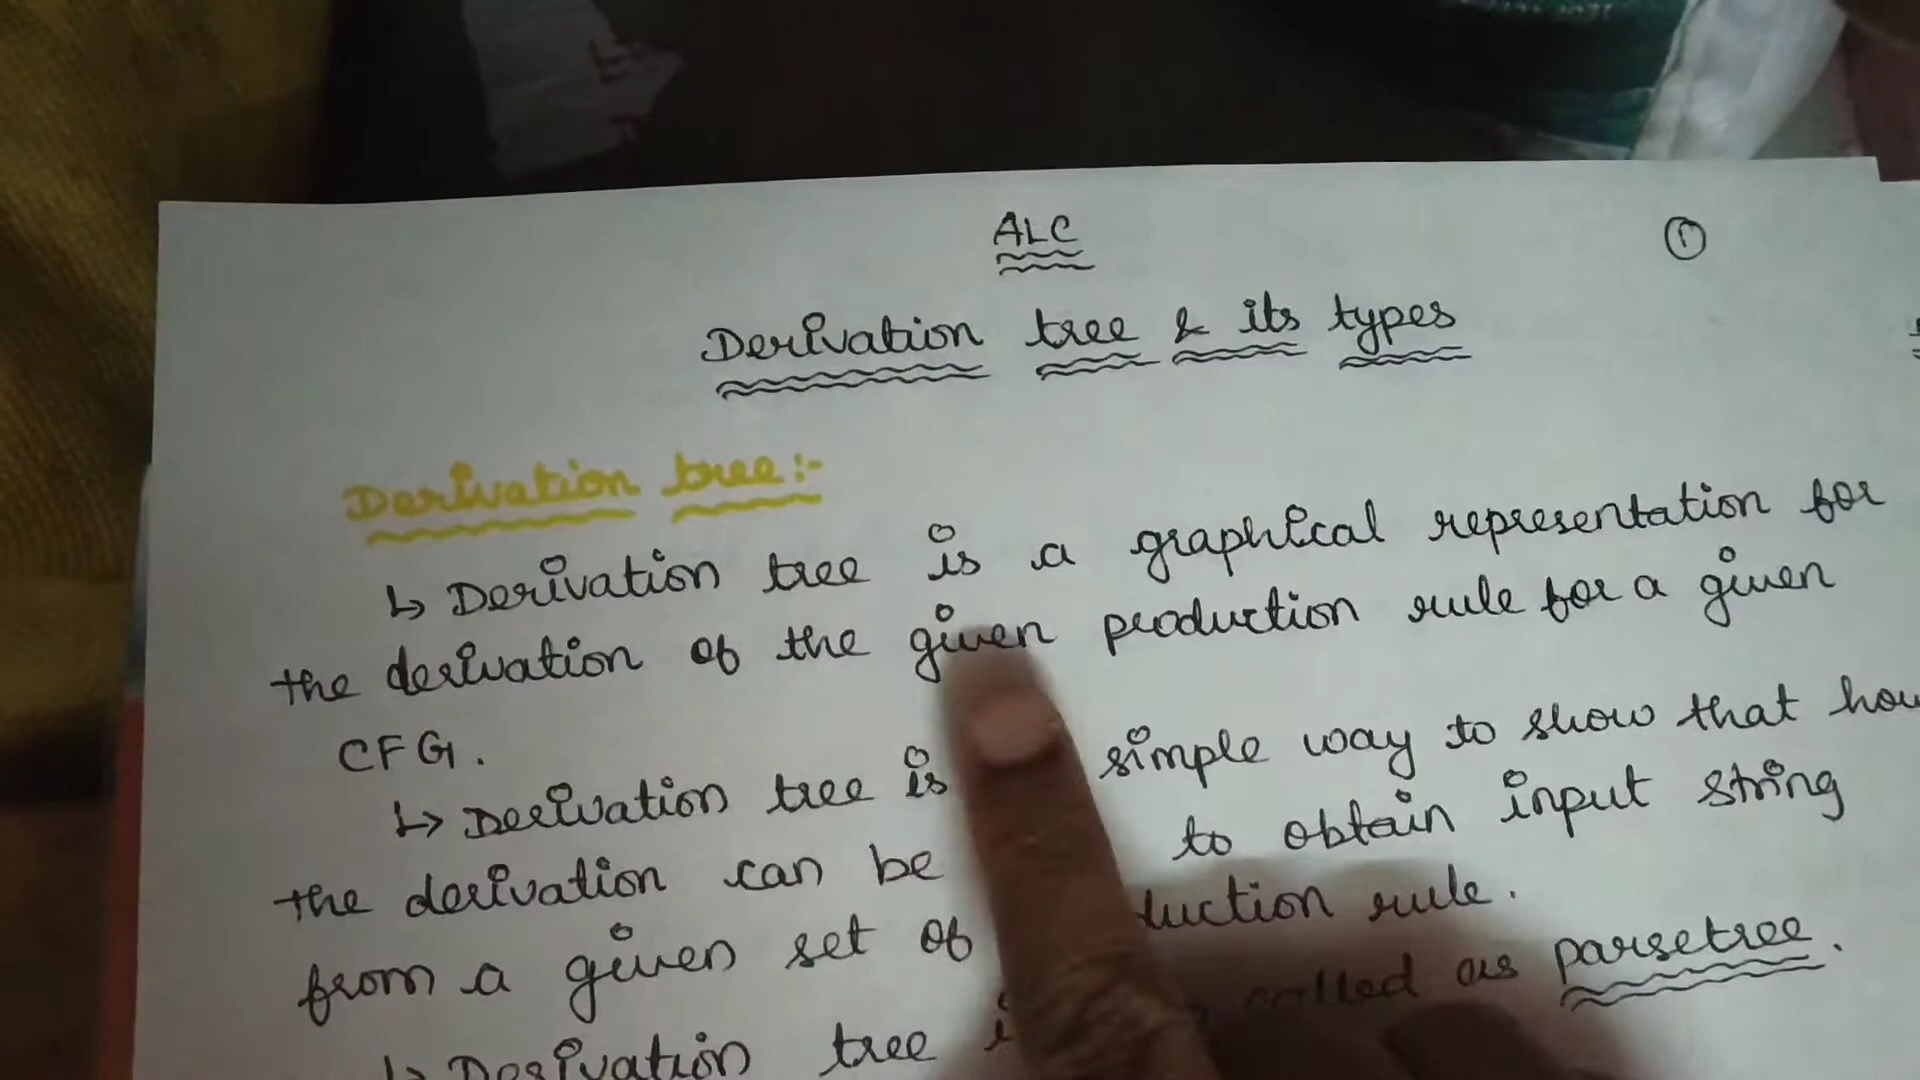 ALC
1
Derivation tree & its types
Derivation tree:-
↳ Derivation tree is a graphical representation for
the derivation of the given production rule for a given
CFG.
↳ Derivation tree is simple way to show that how
the derivation can be to obtain input string
from a given set of duction rule.
↳ Derivation tree called as parsetree.